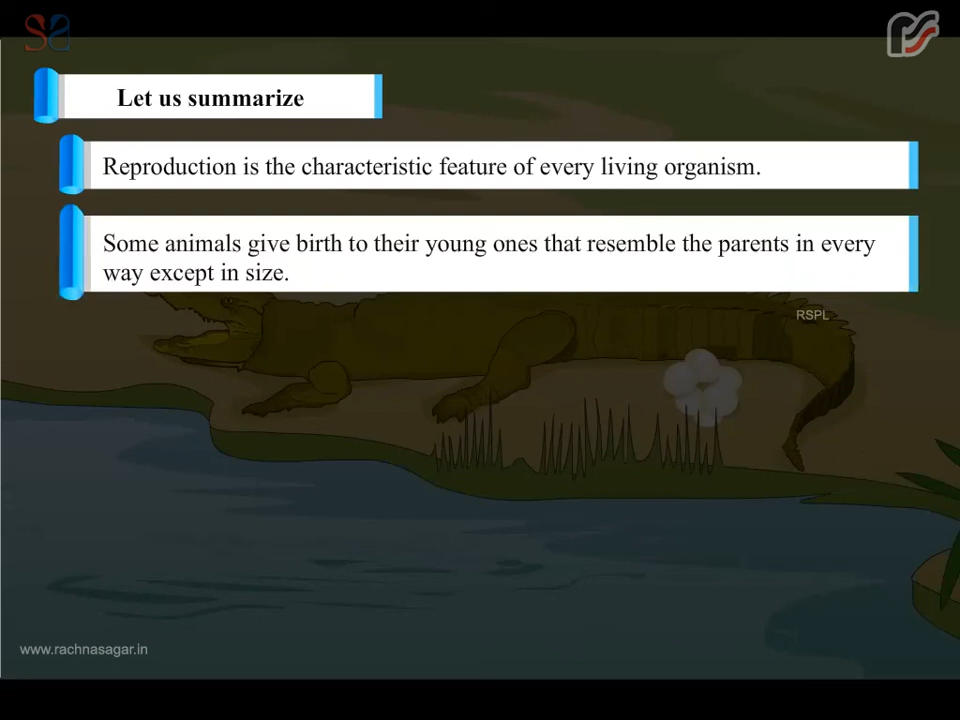 Let us summarize
Reproduction is the characteristic feature of every living organism.
Some animals give birth to their young ones that resemble the parents in every
way except in size.
RSPL
www.rachnasagar.in